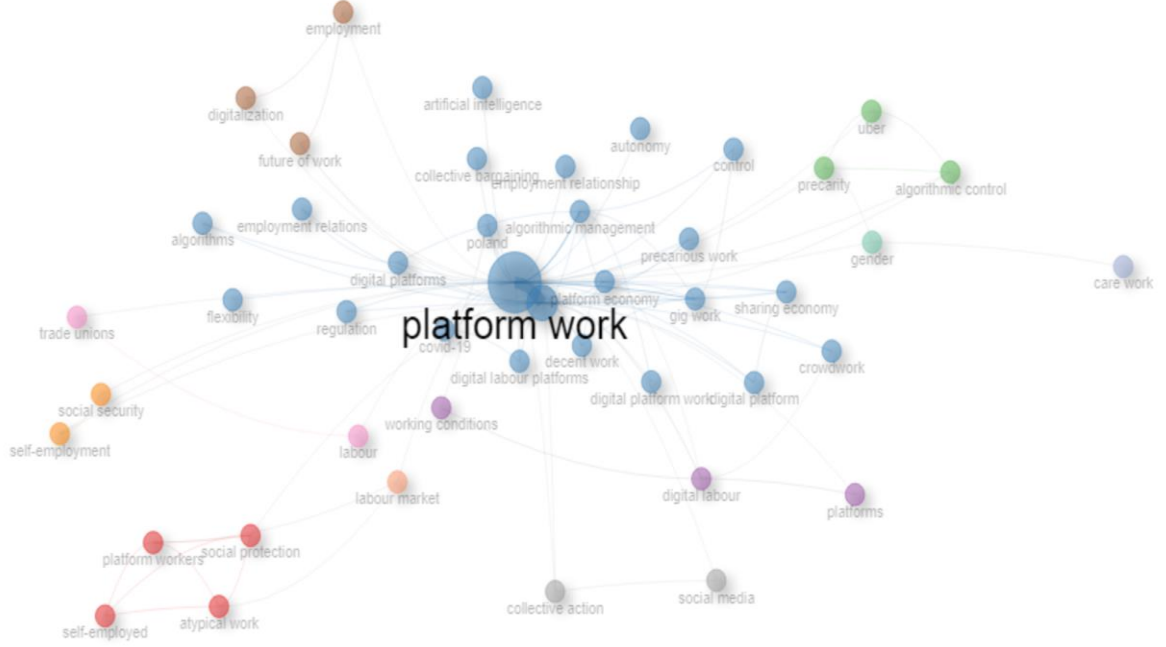 employment
artificial intelligence
digitalization
uber
autonomy
future of work
control
collective bargaining
employment relationship
precarity
algorithmic control
employment relations
algorithmic management
algorithms
poland
precarious work
gender
digital platforms
care work
platform economy
sharing economy
flexibility
gig work
regulation
trade unions
platform work
covid-19
decent work
crowdwork
digital labour platforms
digital platform work
digital platform
social security
working conditions
self-employment
labour
labour market
digital labour
platforms
social protection
platform workers
social media
collective action
atypical work
self-employed